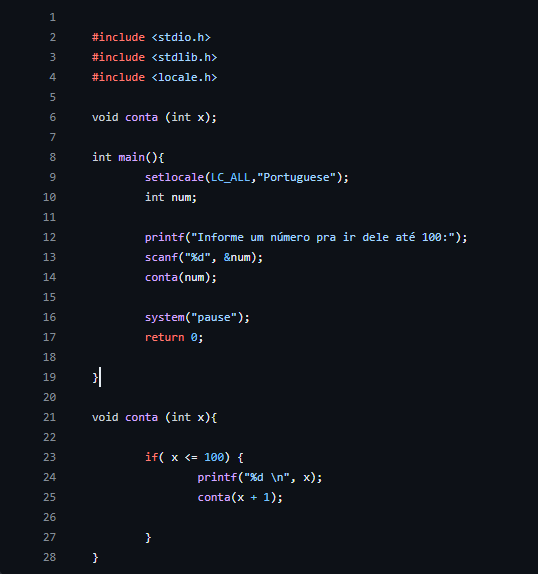 1
2 #include <stdio.h>
3 #include <stdlib.h>
4 #include <locale.h>
5
6 void conta (int x);
7
8 int main(){
9 setlocale(LC_ALL,"Portuguese");
10 int num;
11
12 printf("Informe um número pra ir dele até 100:");
13 scanf("%d", &num);
14 conta(num);
15
16 system("pause");
17 return 0;
18
19 }
20
21 void conta (int x){
22
23 if( x <= 100) {
24 printf("%d \n", x);
25 conta(x + 1);
26
27 }
28 }